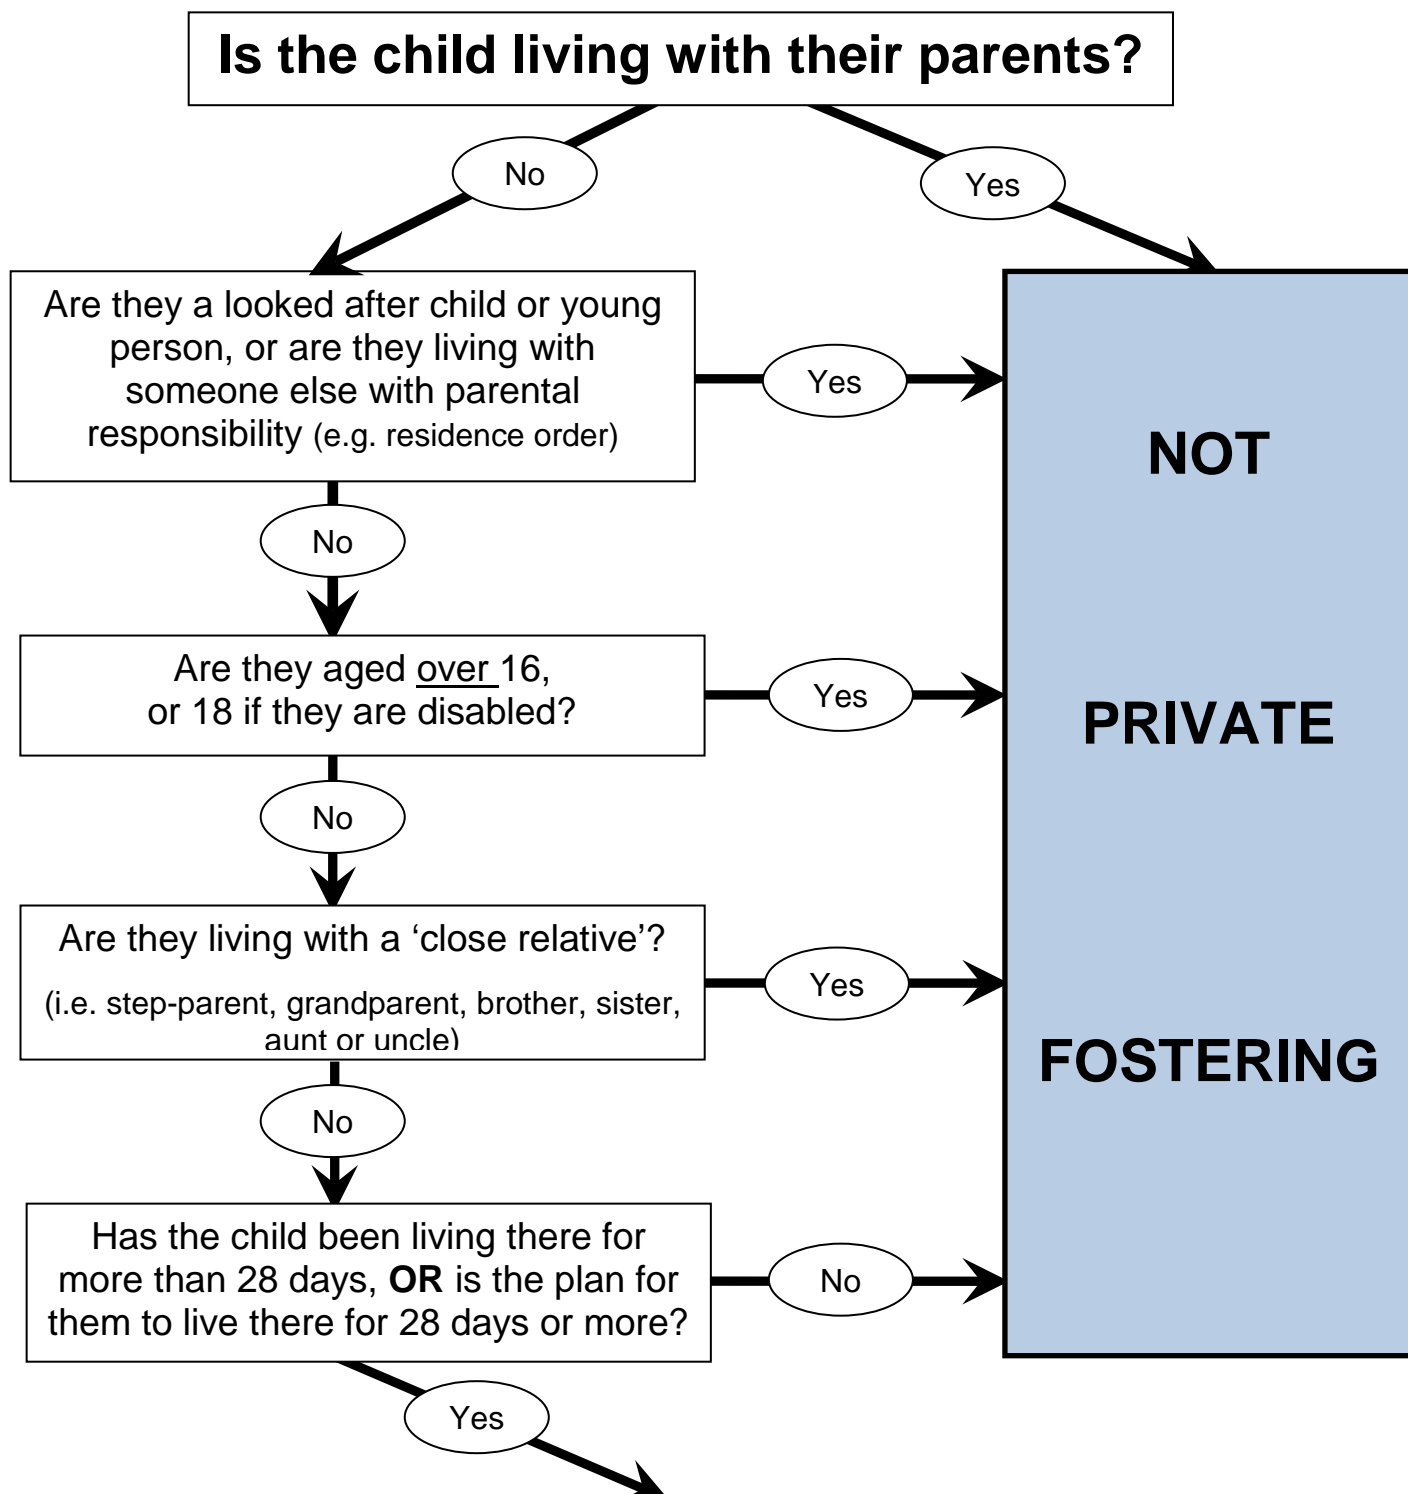 Is the child living with their parents?
No
Yes
Are they a looked after child or young
person, or are they living with
someone else with parental
responsibility (e.g. residence order)
Yes
No
Are they aged over 16,
or 18 if they are disabled?
Yes
No
Are they living with a ‘close relative’?
(i.e. step-parent, grandparent, brother, sister,
aunt or uncle)
Yes
No
Has the child been living there for
more than 28 days, OR is the plan for
them to live there for 28 days or more?
No
Yes
NOT
PRIVATE
FOSTERING